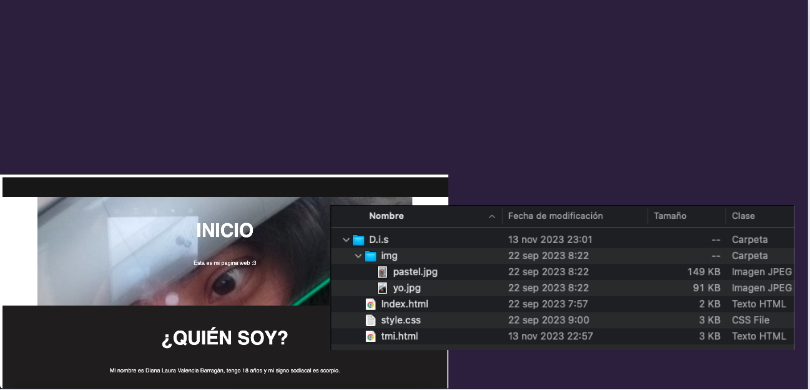 INICIO
Esta es mi pagina web :3
¿QUIÉN SOY?
Mi nombre es Diana Laura Valencia Barragán, tengo 18 años y mi signo sodiacal es scorpio.
Nombre Fecha de modificación Tamaño Clase
D.i.s 13 nov 2023 23:01 -- Carpeta
img 22 sep 2023 8:22 -- Carpeta
pastel.jpg 22 sep 2023 8:22 149 KB Imagen JPEG
yo.jpg 22 sep 2023 8:22 91 KB Imagen JPEG
Index.html 22 sep 2023 7:57 2 KB Texto HTML
style.css 22 sep 2023 9:00 3 KB CSS File
tmi.html 13 nov 2023 22:57 3 KB Texto HTML